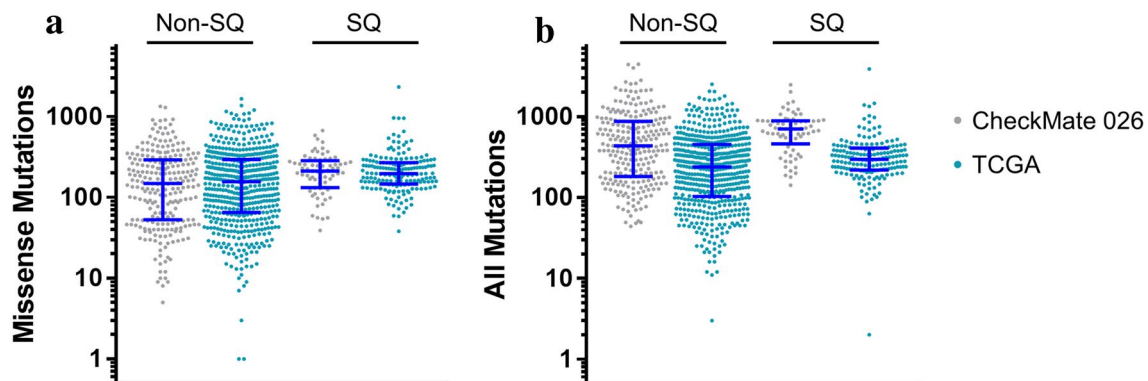 a
Non-SQ
SQ
Missense Mutations
1000
100
10
1
b
Non-SQ
SQ
All Mutations
1000
100
10
1
CheckMate 026
TCGA